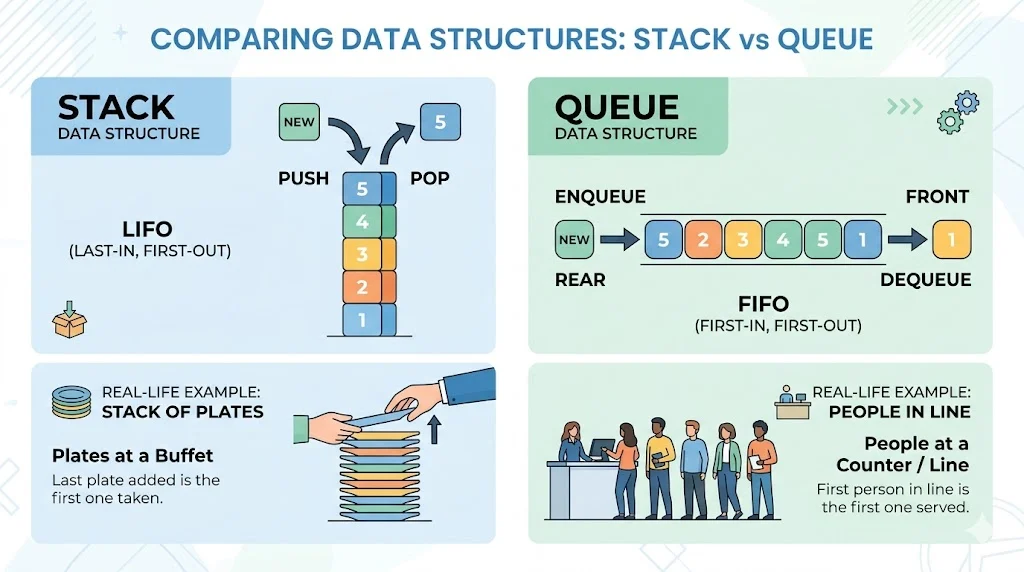 COMPARING DATA STRUCTURES: STACK vs QUEUE
STACK
DATA STRUCTURE
NEW
5
PUSH
POP
LIFO
(LAST-IN, FIRST-OUT)
5
4
3
2
1
QUEUE
DATA STRUCTURE
ENQUEUE
FRONT
NEW
5 2 3 4 5 1
1
REAR
DEQUEUE
FIFO
(FIRST-IN, FIRST-OUT)
REAL-LIFE EXAMPLE:
STACK OF PLATES
Plates at a Buffet
Last plate added is the
first one taken.
REAL-LIFE EXAMPLE:
PEOPLE IN LINE
People at a
Counter / Line
First person in line is
the first one served.